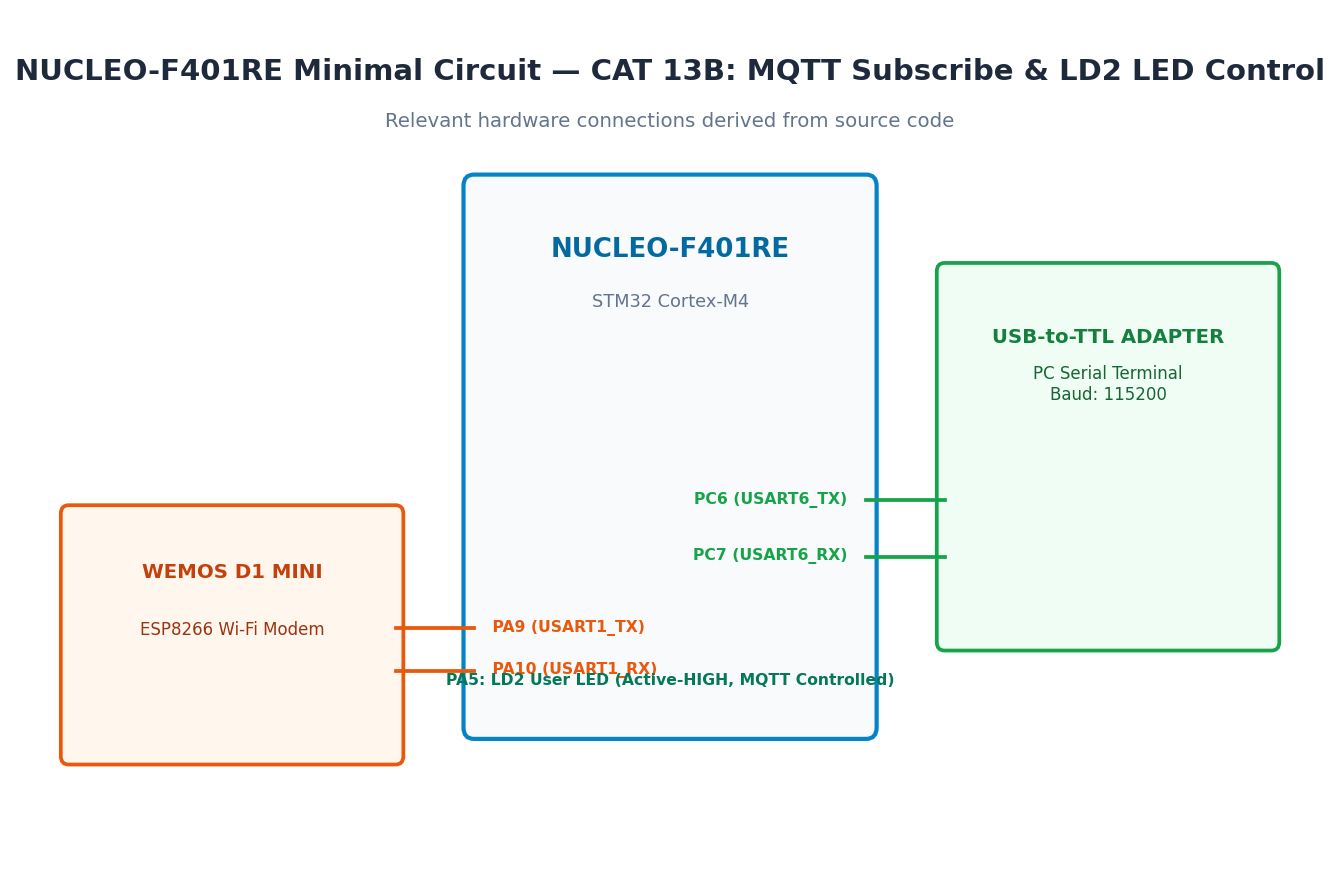 NUCLEO-F401RE Minimal Circuit — CAT 13B: MQTT Subscribe & LD2 LED Control
Relevant hardware connections derived from source code
NUCLEO-F401RE
STM32 Cortex-M4
USB-to-TTL ADAPTER
PC Serial Terminal
Baud: 115200
PC6 (USART6_TX)
PC7 (USART6_RX)
WEMOS D1 MINI
ESP8266 Wi-Fi Modem
PA9 (USART1_TX)
PA10 (USART1_RX)
PA5: LD2 User LED (Active-HIGH, MQTT Controlled)